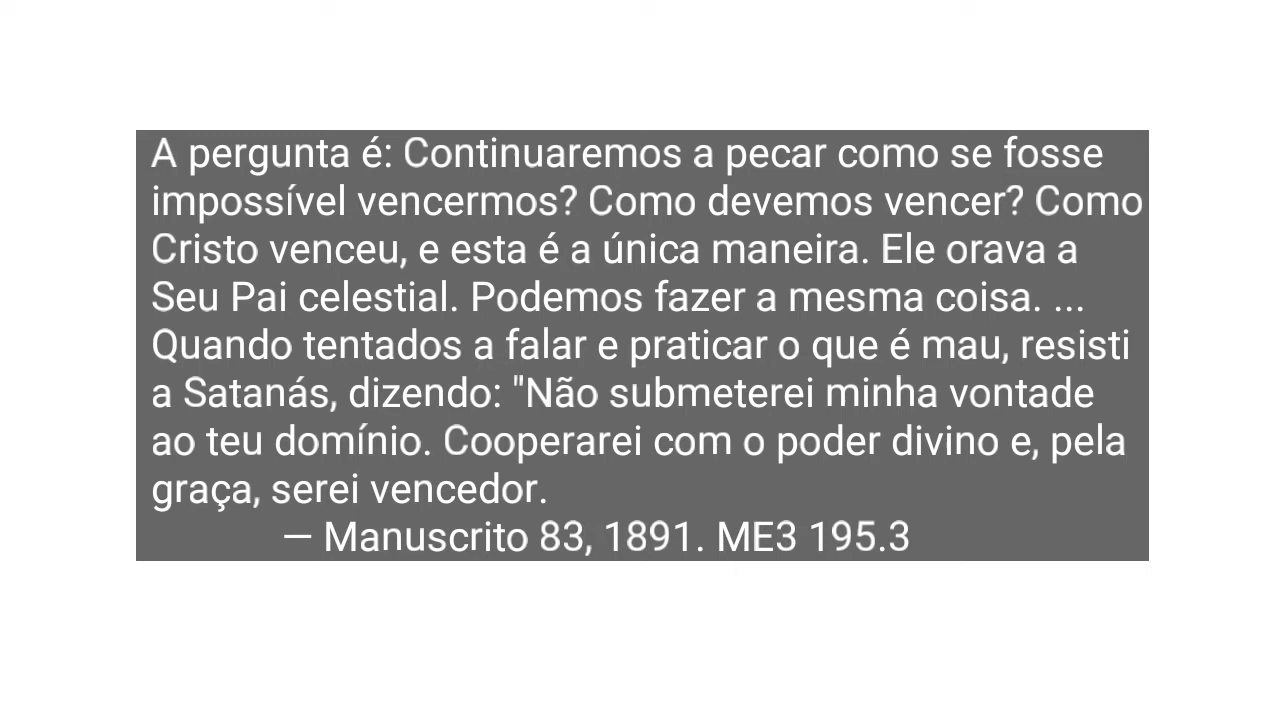 A pergunta é: Continuaremos a pecar como se fosse
impossível vencermos? Como devemos vencer? Como
Cristo venceu, e esta é a única maneira. Ele orava a
Seu Pai celestial. Podemos fazer a mesma coisa. ...
Quando tentados a falar e praticar o que é mau, resisti
a Satanás, dizendo: "Não submeterei minha vontade
ao teu domínio. Cooperarei com o poder divino e, pela
graça, serei vencedor.
— Manuscrito 83, 1891. ME3 195.3